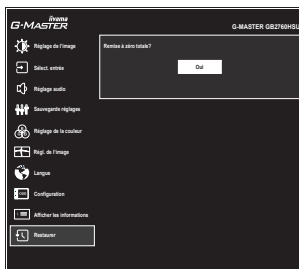 iiyama
G-MASTER
G-MASTER GB2760HSU
Réglage de l'image
Remise à zéro totale?
Oui
Sélect. entrée
Réglage audio
Sauvegarde réglages
Réglage de la couleur
Régl. de l'image
Langue
OSD
Configuration
Afficher les informations
Restaurer